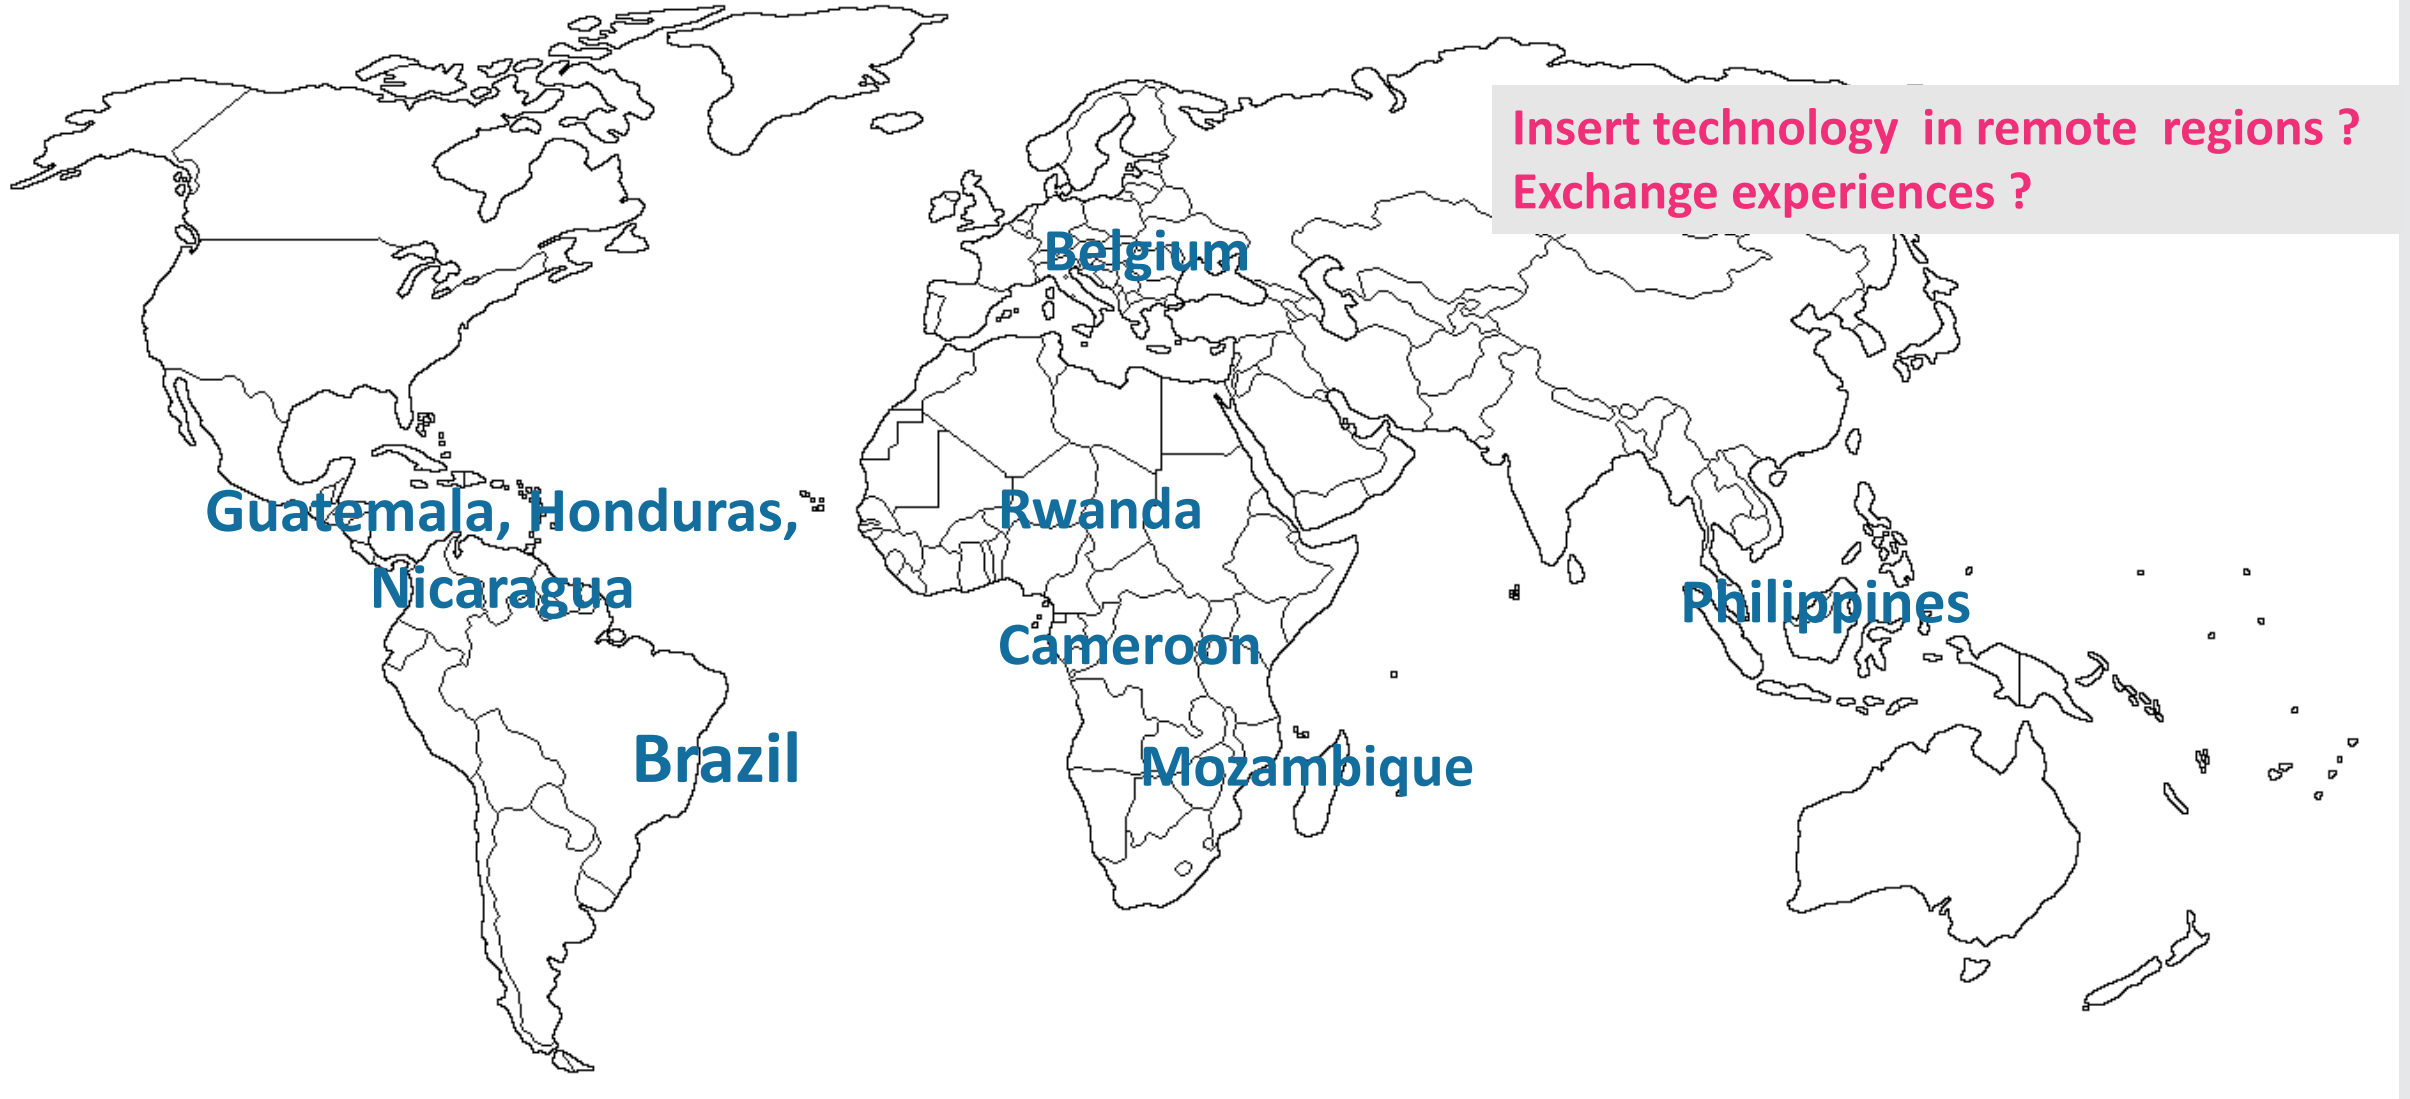 Insert technology in remote regions ?
Exchange experiences ?
Belgium
Guatemala, Honduras,
Nicaragua
Rwanda
Cameroon
Philippines
Brazil
Mozambique